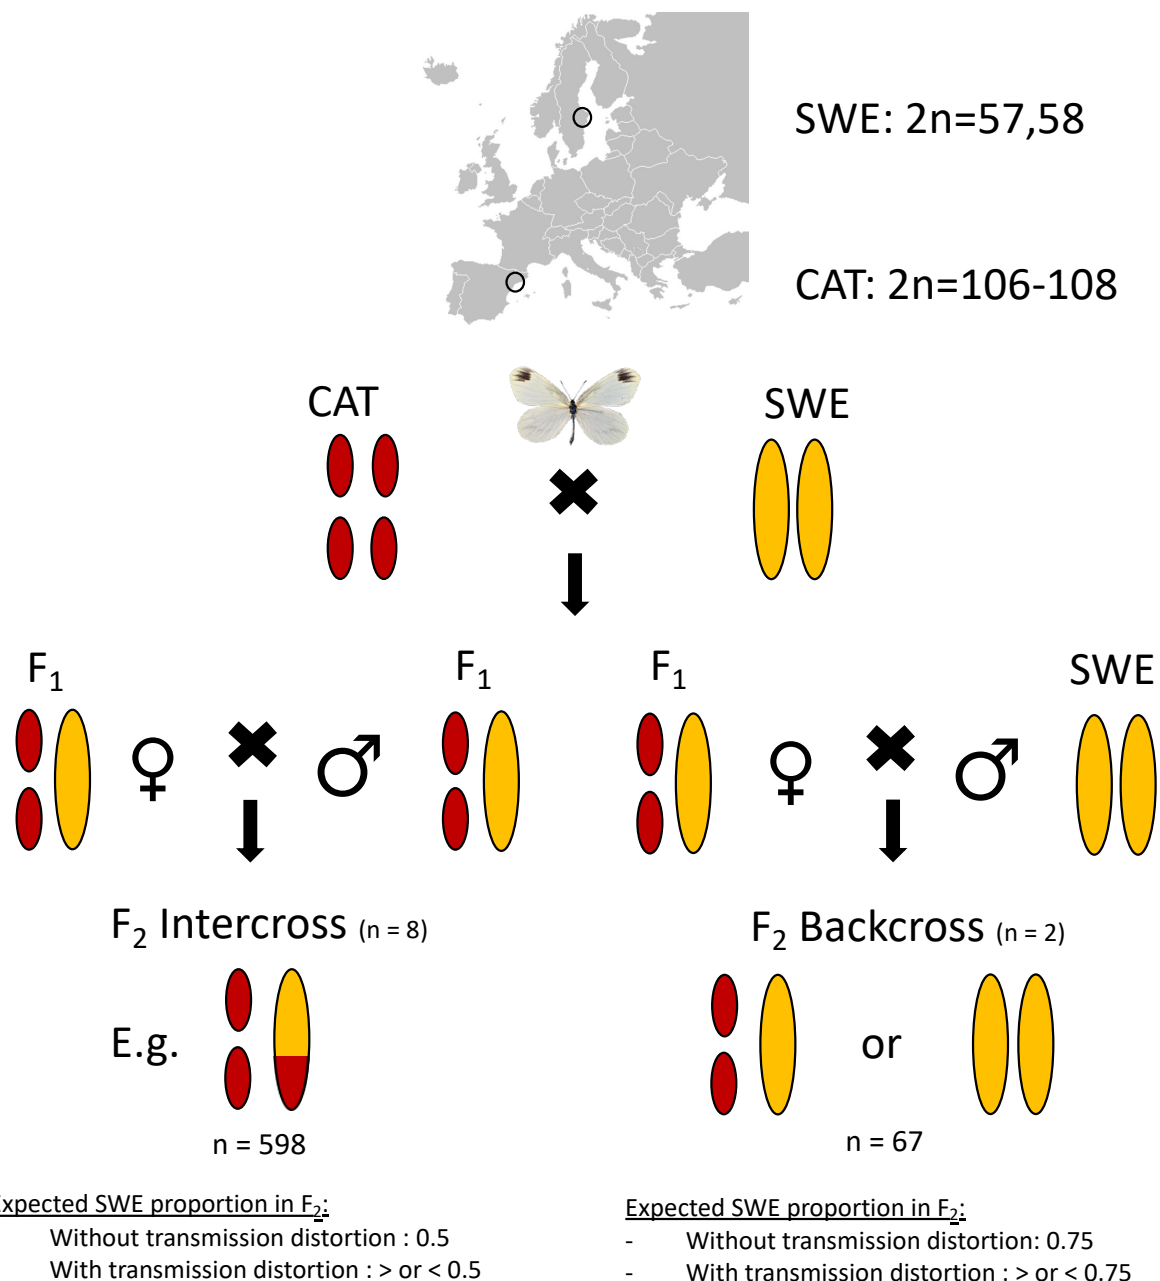 SWE: 2n=57,58
CAT: 2n=106-108
CAT
SWE
F1
F1
F1
SWE
♀
♂
♀
♂
F2 Intercross (n = 8)
F2 Backcross (n = 2)
E.g.
or
n = 598
n = 67
xpected SWE proportion in F2:
Without transmission distortion : 0.5
With transmission distortion : > or < 0.5
Expected SWE proportion in F2:
- Without transmission distortion: 0.75
- With transmission distortion : > or < 0.75